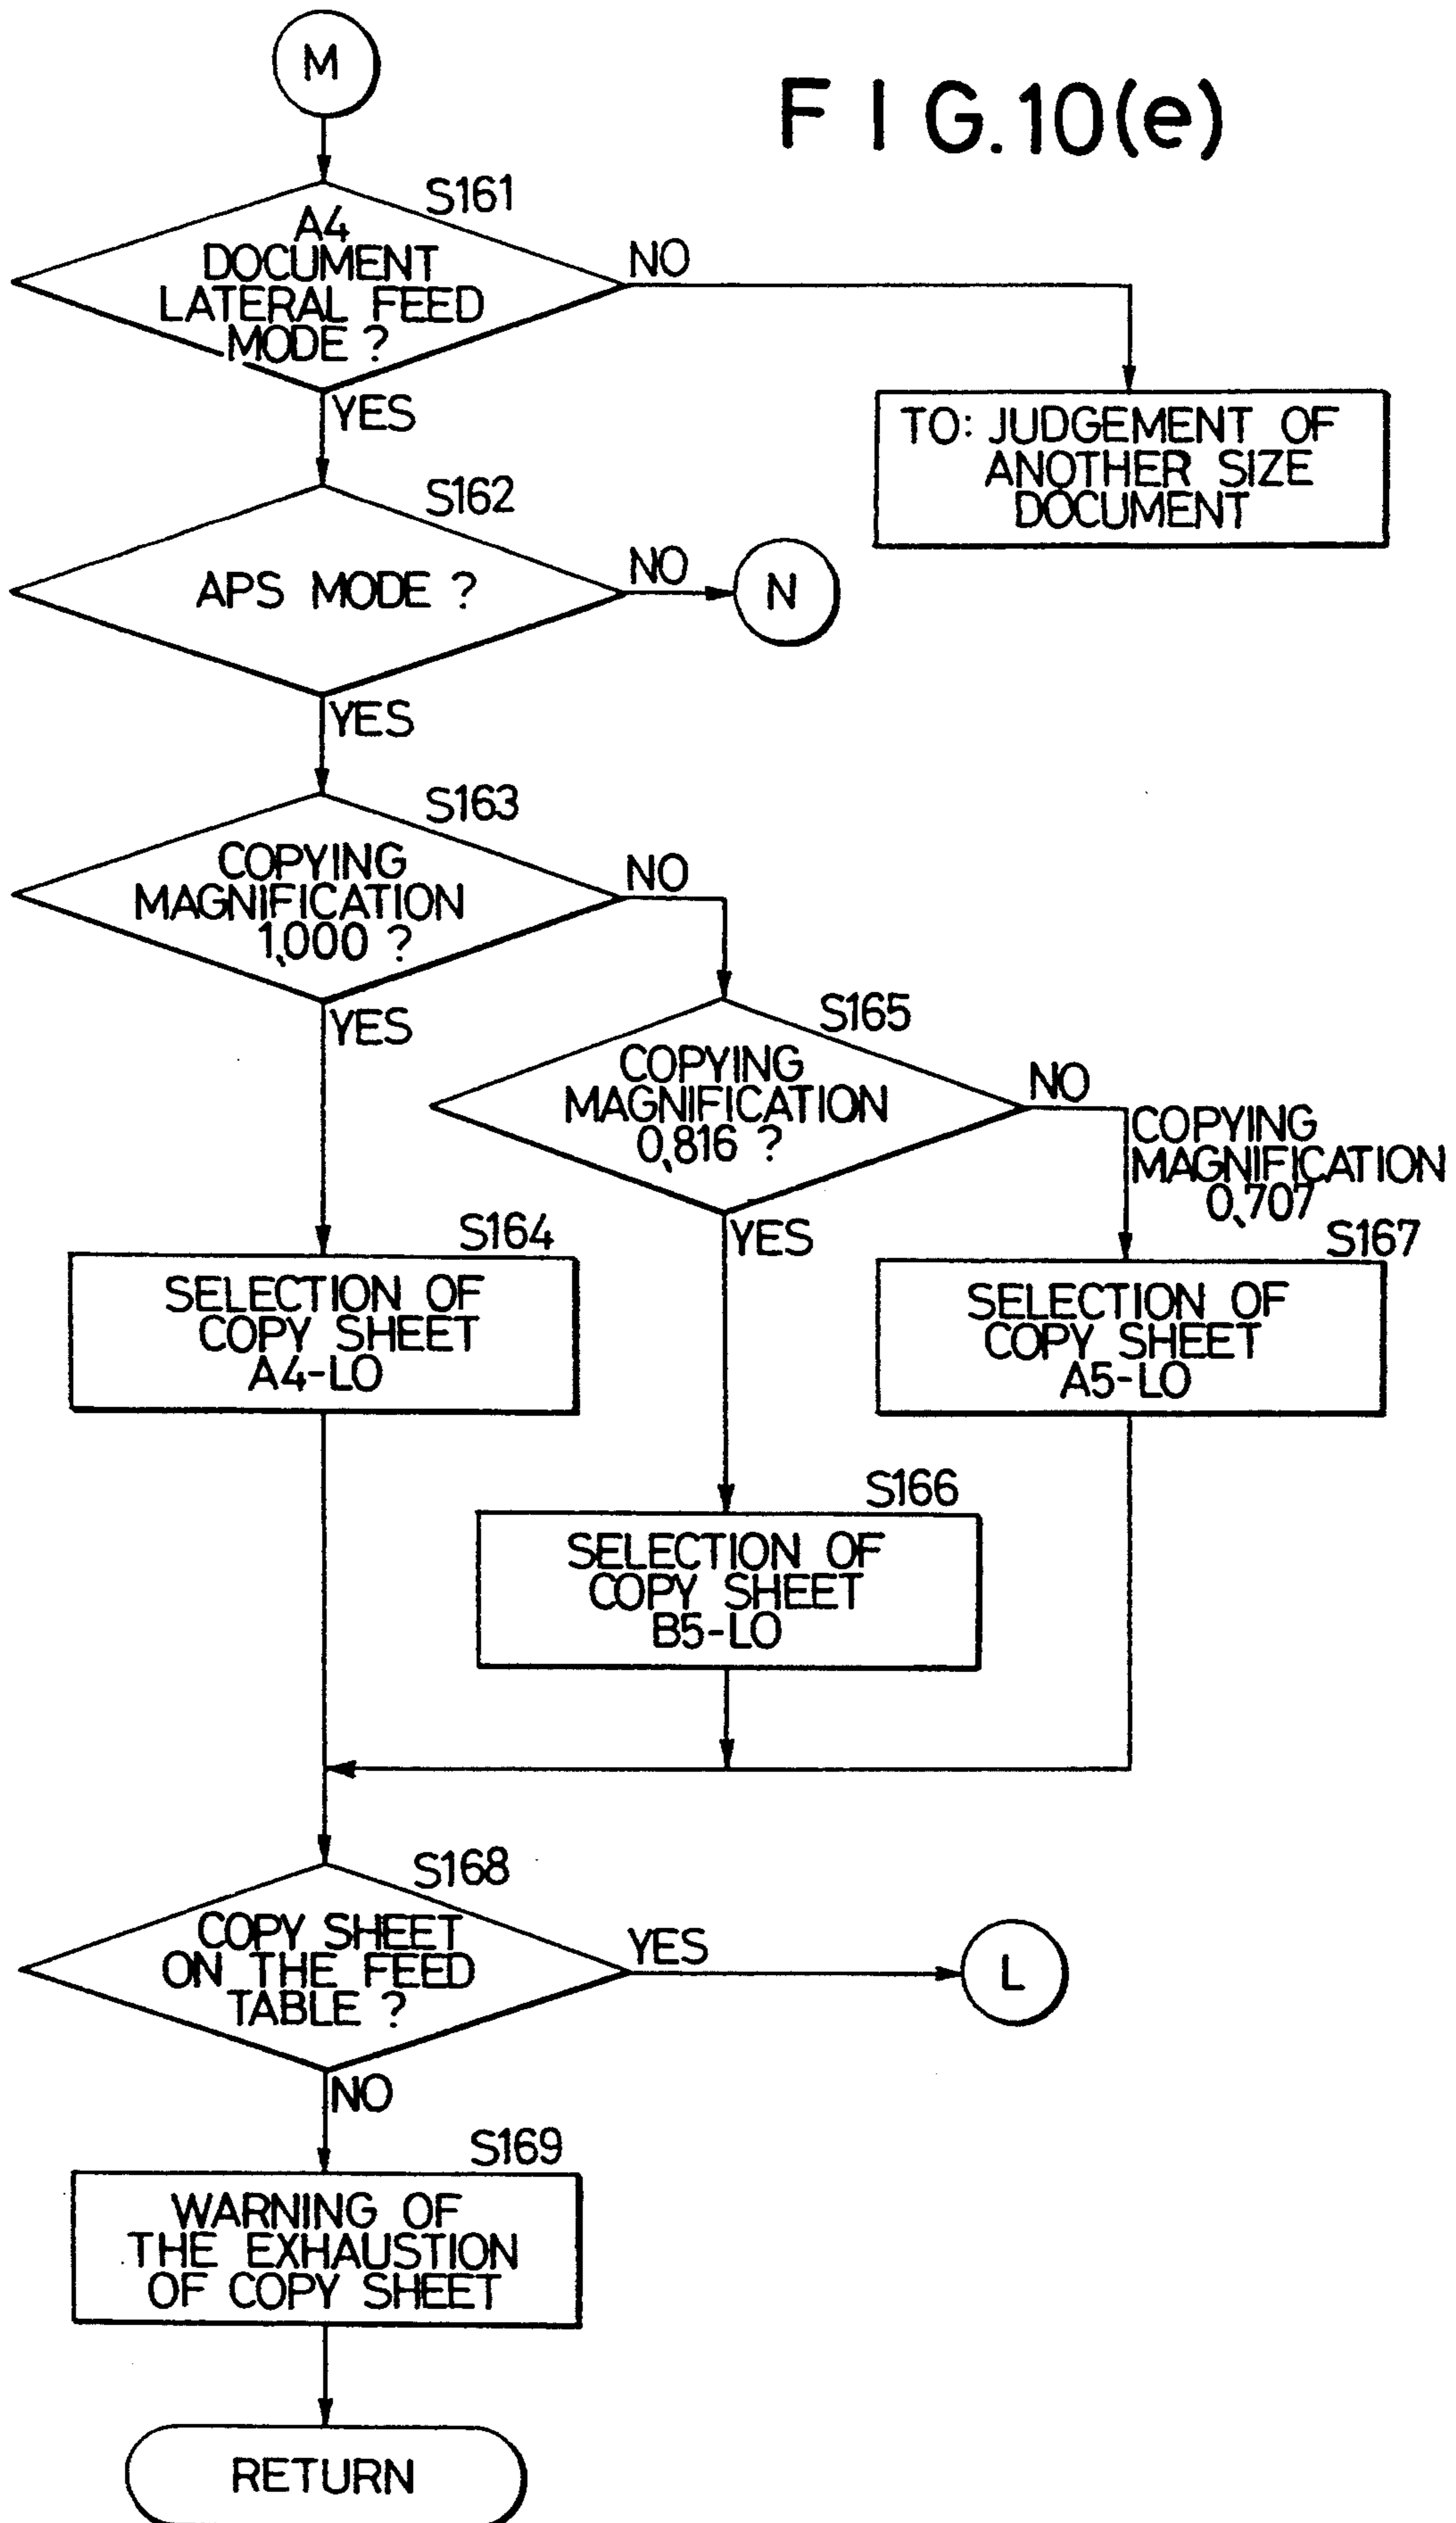 M
F I G.10(e)
S161
A4
DOCUMENT
LATERAL FEED
MODE ?
NO
YES
TO: JUDGEMENT OF
ANOTHER SIZE
DOCUMENT
S162
APS MODE ?
NO
N
YES
S163
COPYING
MAGNIFICATION
1,000 ?
NO
YES
S165
COPYING
MAGNIFICATION
0,816 ?
NO
COPYING
MAGNIFICATION
0,707
YES
S164
SELECTION OF
COPY SHEET
A4-LO
S167
SELECTION OF
COPY SHEET
A5-LO
S166
SELECTION OF
COPY SHEET
B5-LO
S168
COPY SHEET
ON THE FEED
TABLE ?
YES
L
NO
S169
WARNING OF
THE EXHAUSTION
OF COPY SHEET
RETURN